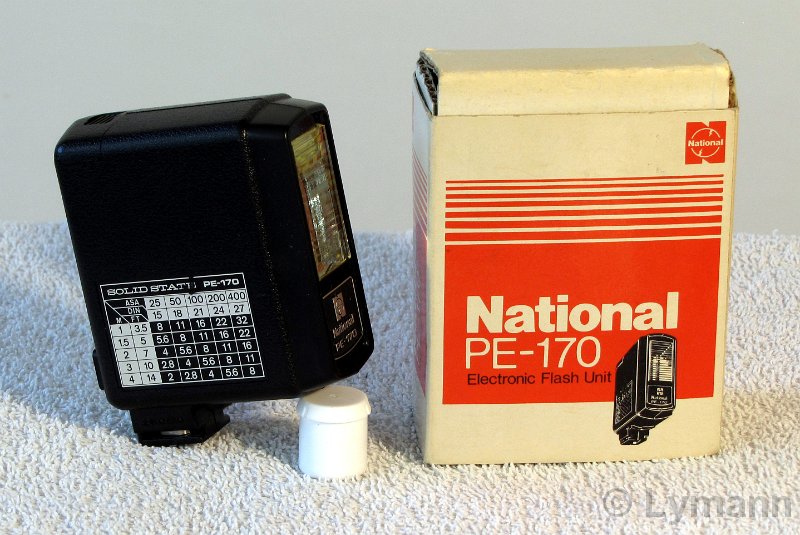 SOLID STATE PE-170
ASA 25 50 100 200 400
DIN 15 18 21 24 27
M FT
1 3.5 8 11 16 22 32
1.5 5 5.6 8 11 16 22
2 7 4 5.6 8 11 16
3 10 2.8 4 5.6 8 11
4 14 2 2.8 4 5.6 8
National
PE-170
National
National
PE-170
Electronic Flash Unit
National
PE-170
© Lymann